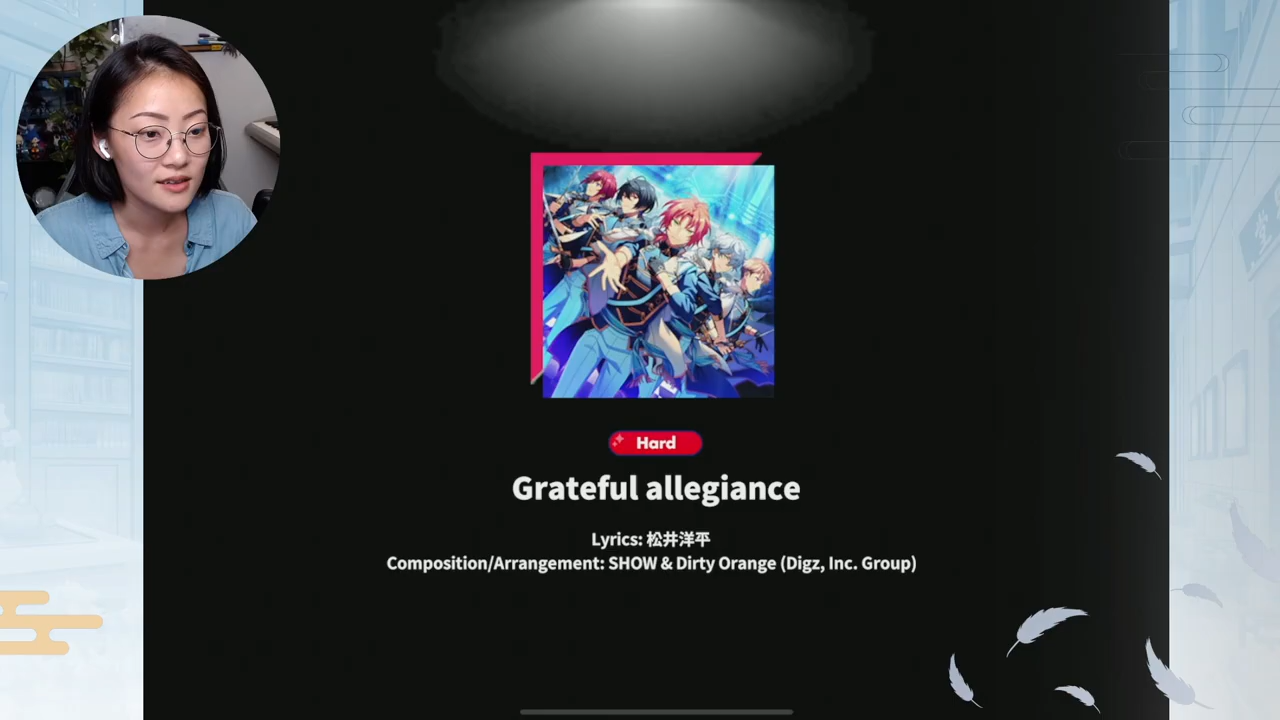 Hard
Grateful allegiance
Lyrics: 松井洋平
Composition/Arrangement: SHOW & Dirty Orange (Digz, Inc. Group)